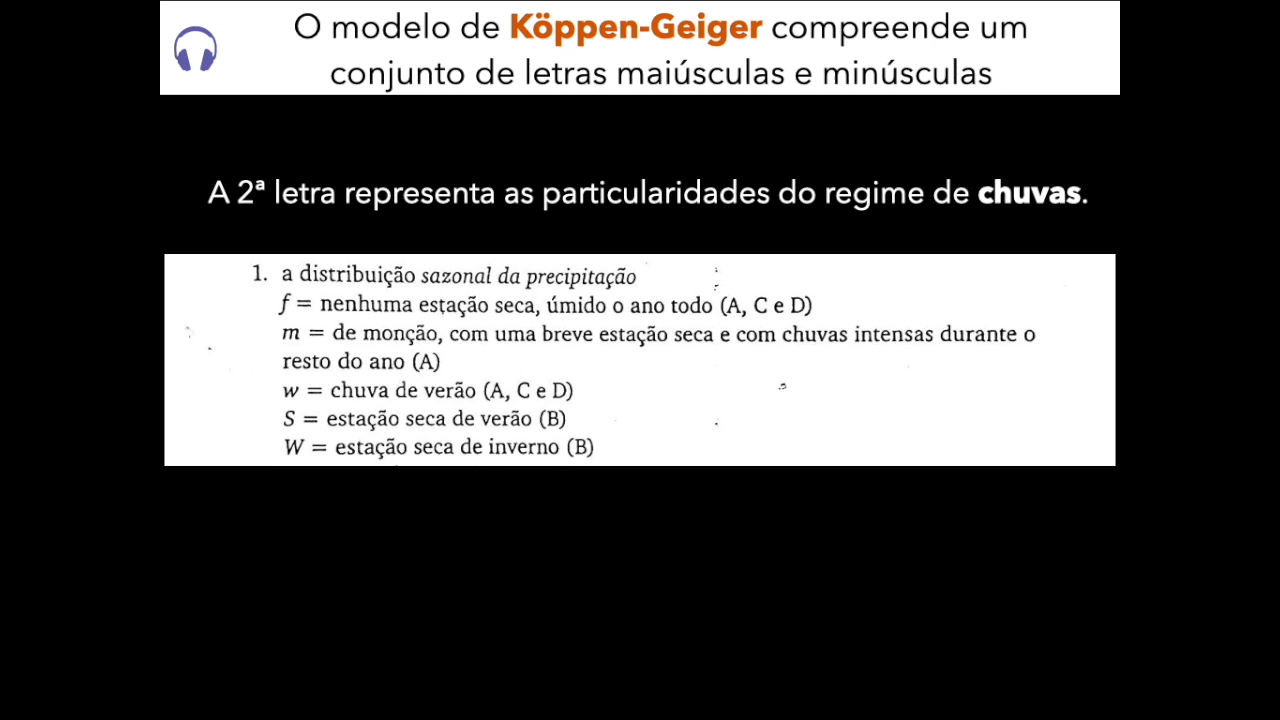 O modelo de Köppen-Geiger compreende um
conjunto de letras maiúsculas e minúsculas
A 2ª letra representa as particularidades do regime de chuvas.
1. a distribuição sazonal da precipitação
f = nenhuma estação seca, úmido o ano todo (A, C e D)
m = de monção, com uma breve estação seca e com chuvas intensas durante o
resto do ano (A)
w = chuva de verão (A, C e D)
S = estação seca de verão (B)
W = estação seca de inverno (B)